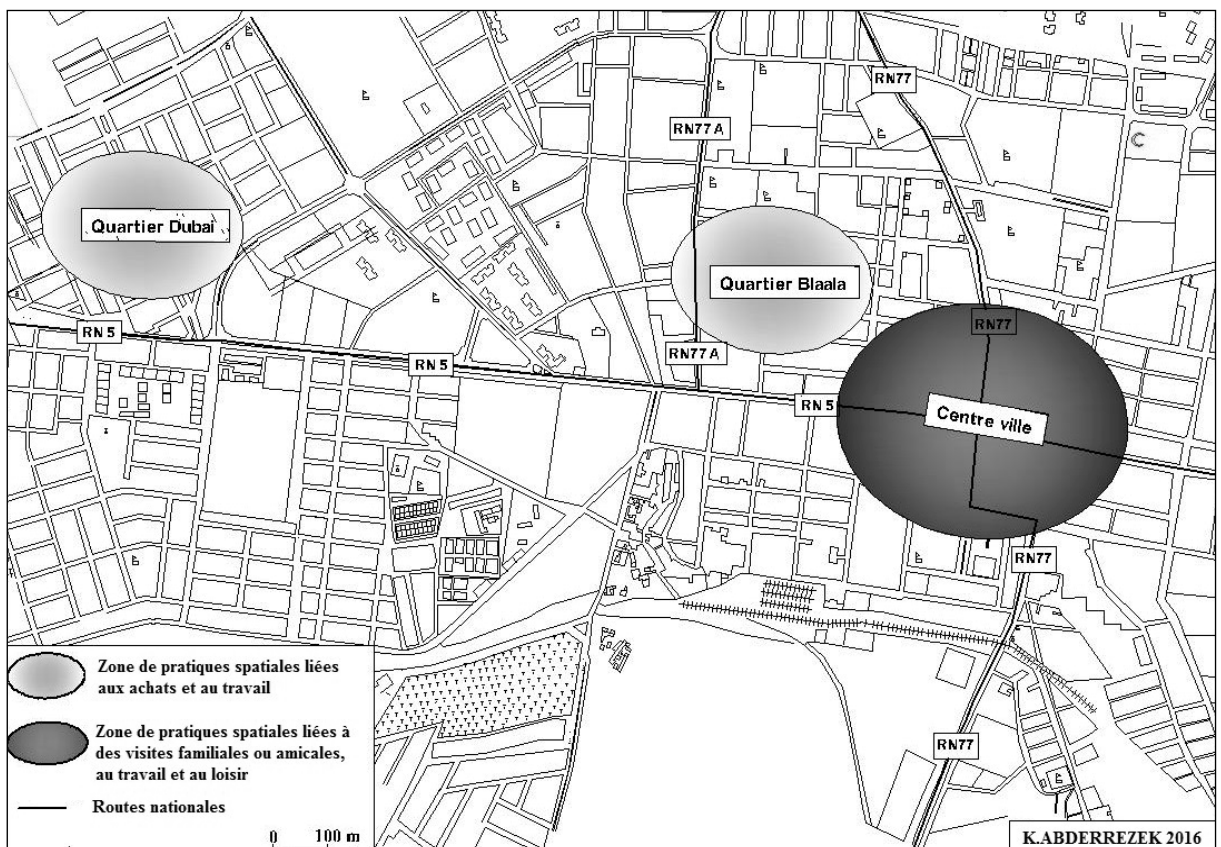 RN77
RN77 A
Quartier Dubai
Quartier Blaala
RN77
RN 5
RN77 A
RN 5
RN 5
Centre ville
RN77
RN77
Zone de pratiques spatiales liées
aux achats et au travail
Zone de pratiques spatiales liées à
des visites familiales ou amicales,
au travail et au loisir
Routes nationales
0 100 m
K.ABDERREZEK 2016